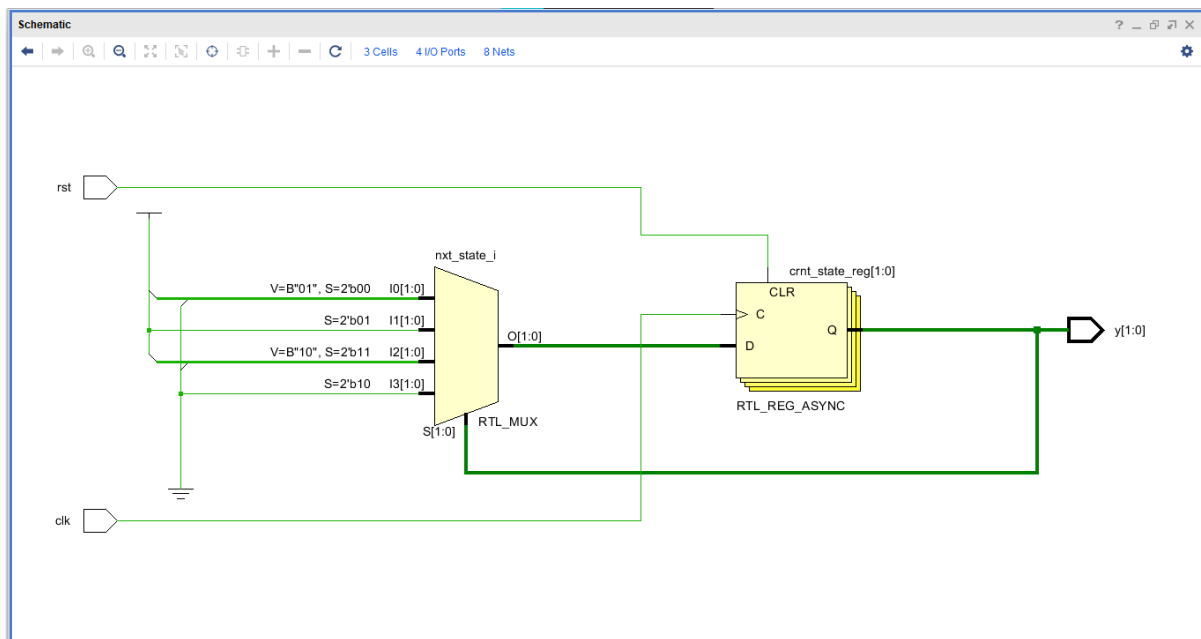 Schematic
3 Cells 4 I/O Ports 8 Nets
rst
nxt_state_i
crnt_state_reg[1:0]
V=B"01", S=2'b00 I0[1:0]
CLR
C
S=2'b01 I1[1:0]
O[1:0]
Q
y[1:0]
D
V=B"10", S=2'b11 I2[1:0]
S=2'b10 I3[1:0]
RTL_REG_ASYNC
RTL_MUX
S[1:0]
clk